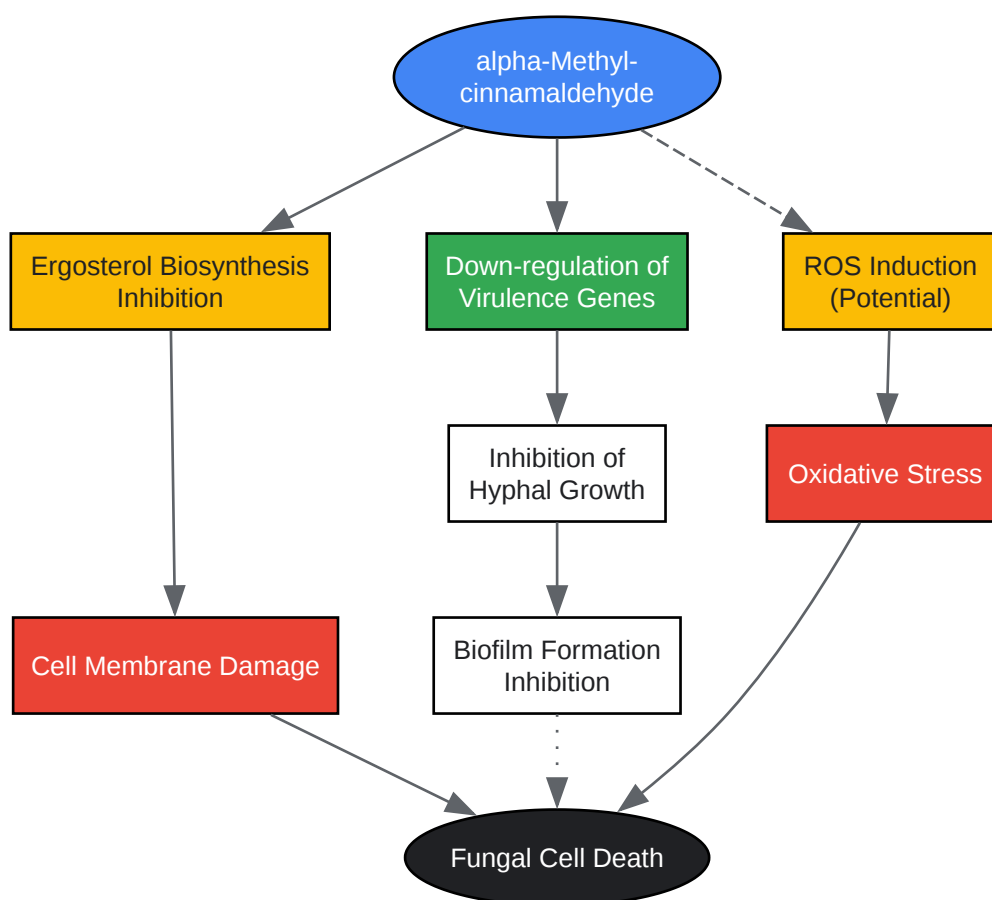 alpha-Methyl-
cinnamaldehyde
Ergosterol Biosynthesis
Inhibition
Down-regulation of
Virulence Genes
ROS Induction
(Potential)
Inhibition of
Hyphal Growth
Oxidative Stress
Cell Membrane Damage
Biofilm Formation
Inhibition
Fungal Cell Death